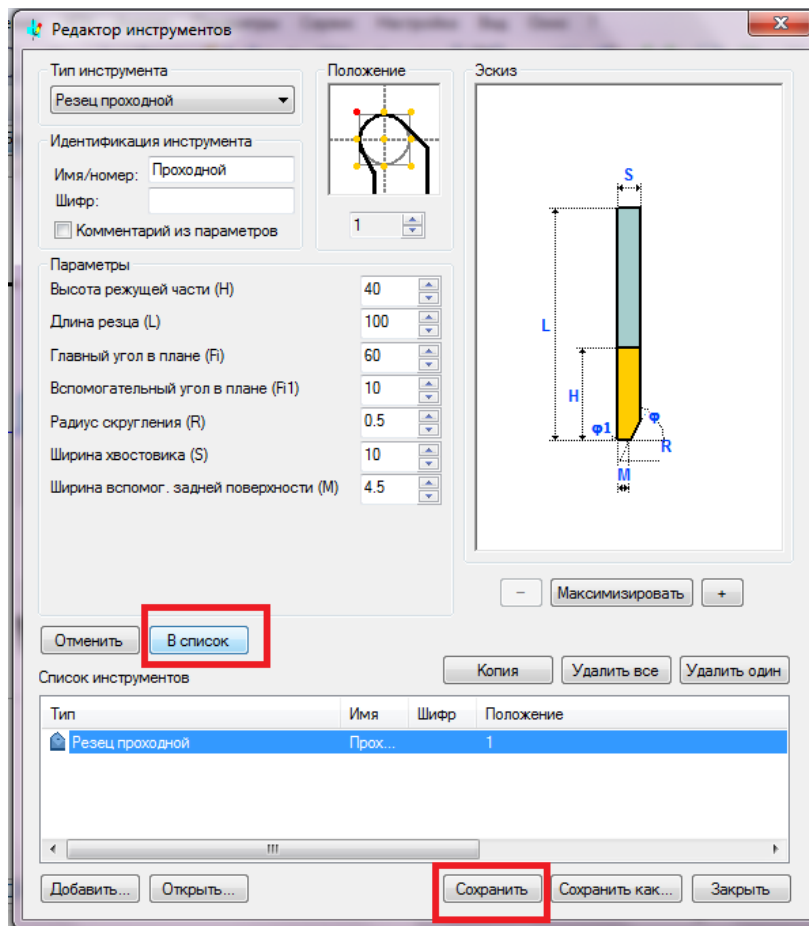 Редактор инструментов
Тип инструмента
Резец проходной
Положение
Эскиз
Идентификация инструмента
Имя/номер: Проходной
Шифр:
Комментарий из параметров
1
Параметры
Высота режущей части (H) 40
Длина резца (L) 100
Главный угол в плане (Fi) 60
Вспомогательный угол в плане (Fi1) 10
Радиус скругления (R) 0.5
Ширина хвостовика (S) 10
Ширина вспомог. задней поверхности (M) 4.5
S
L
H
φ1
φ
R
M
− Максимизировать +
Отменить В список
Список инструментов
Копия Удалить все Удалить один
Тип Имя Шифр Положение
Резец проходной Прох... 1
Добавить... Открыть... Сохранить Сохранить как... Закрыть